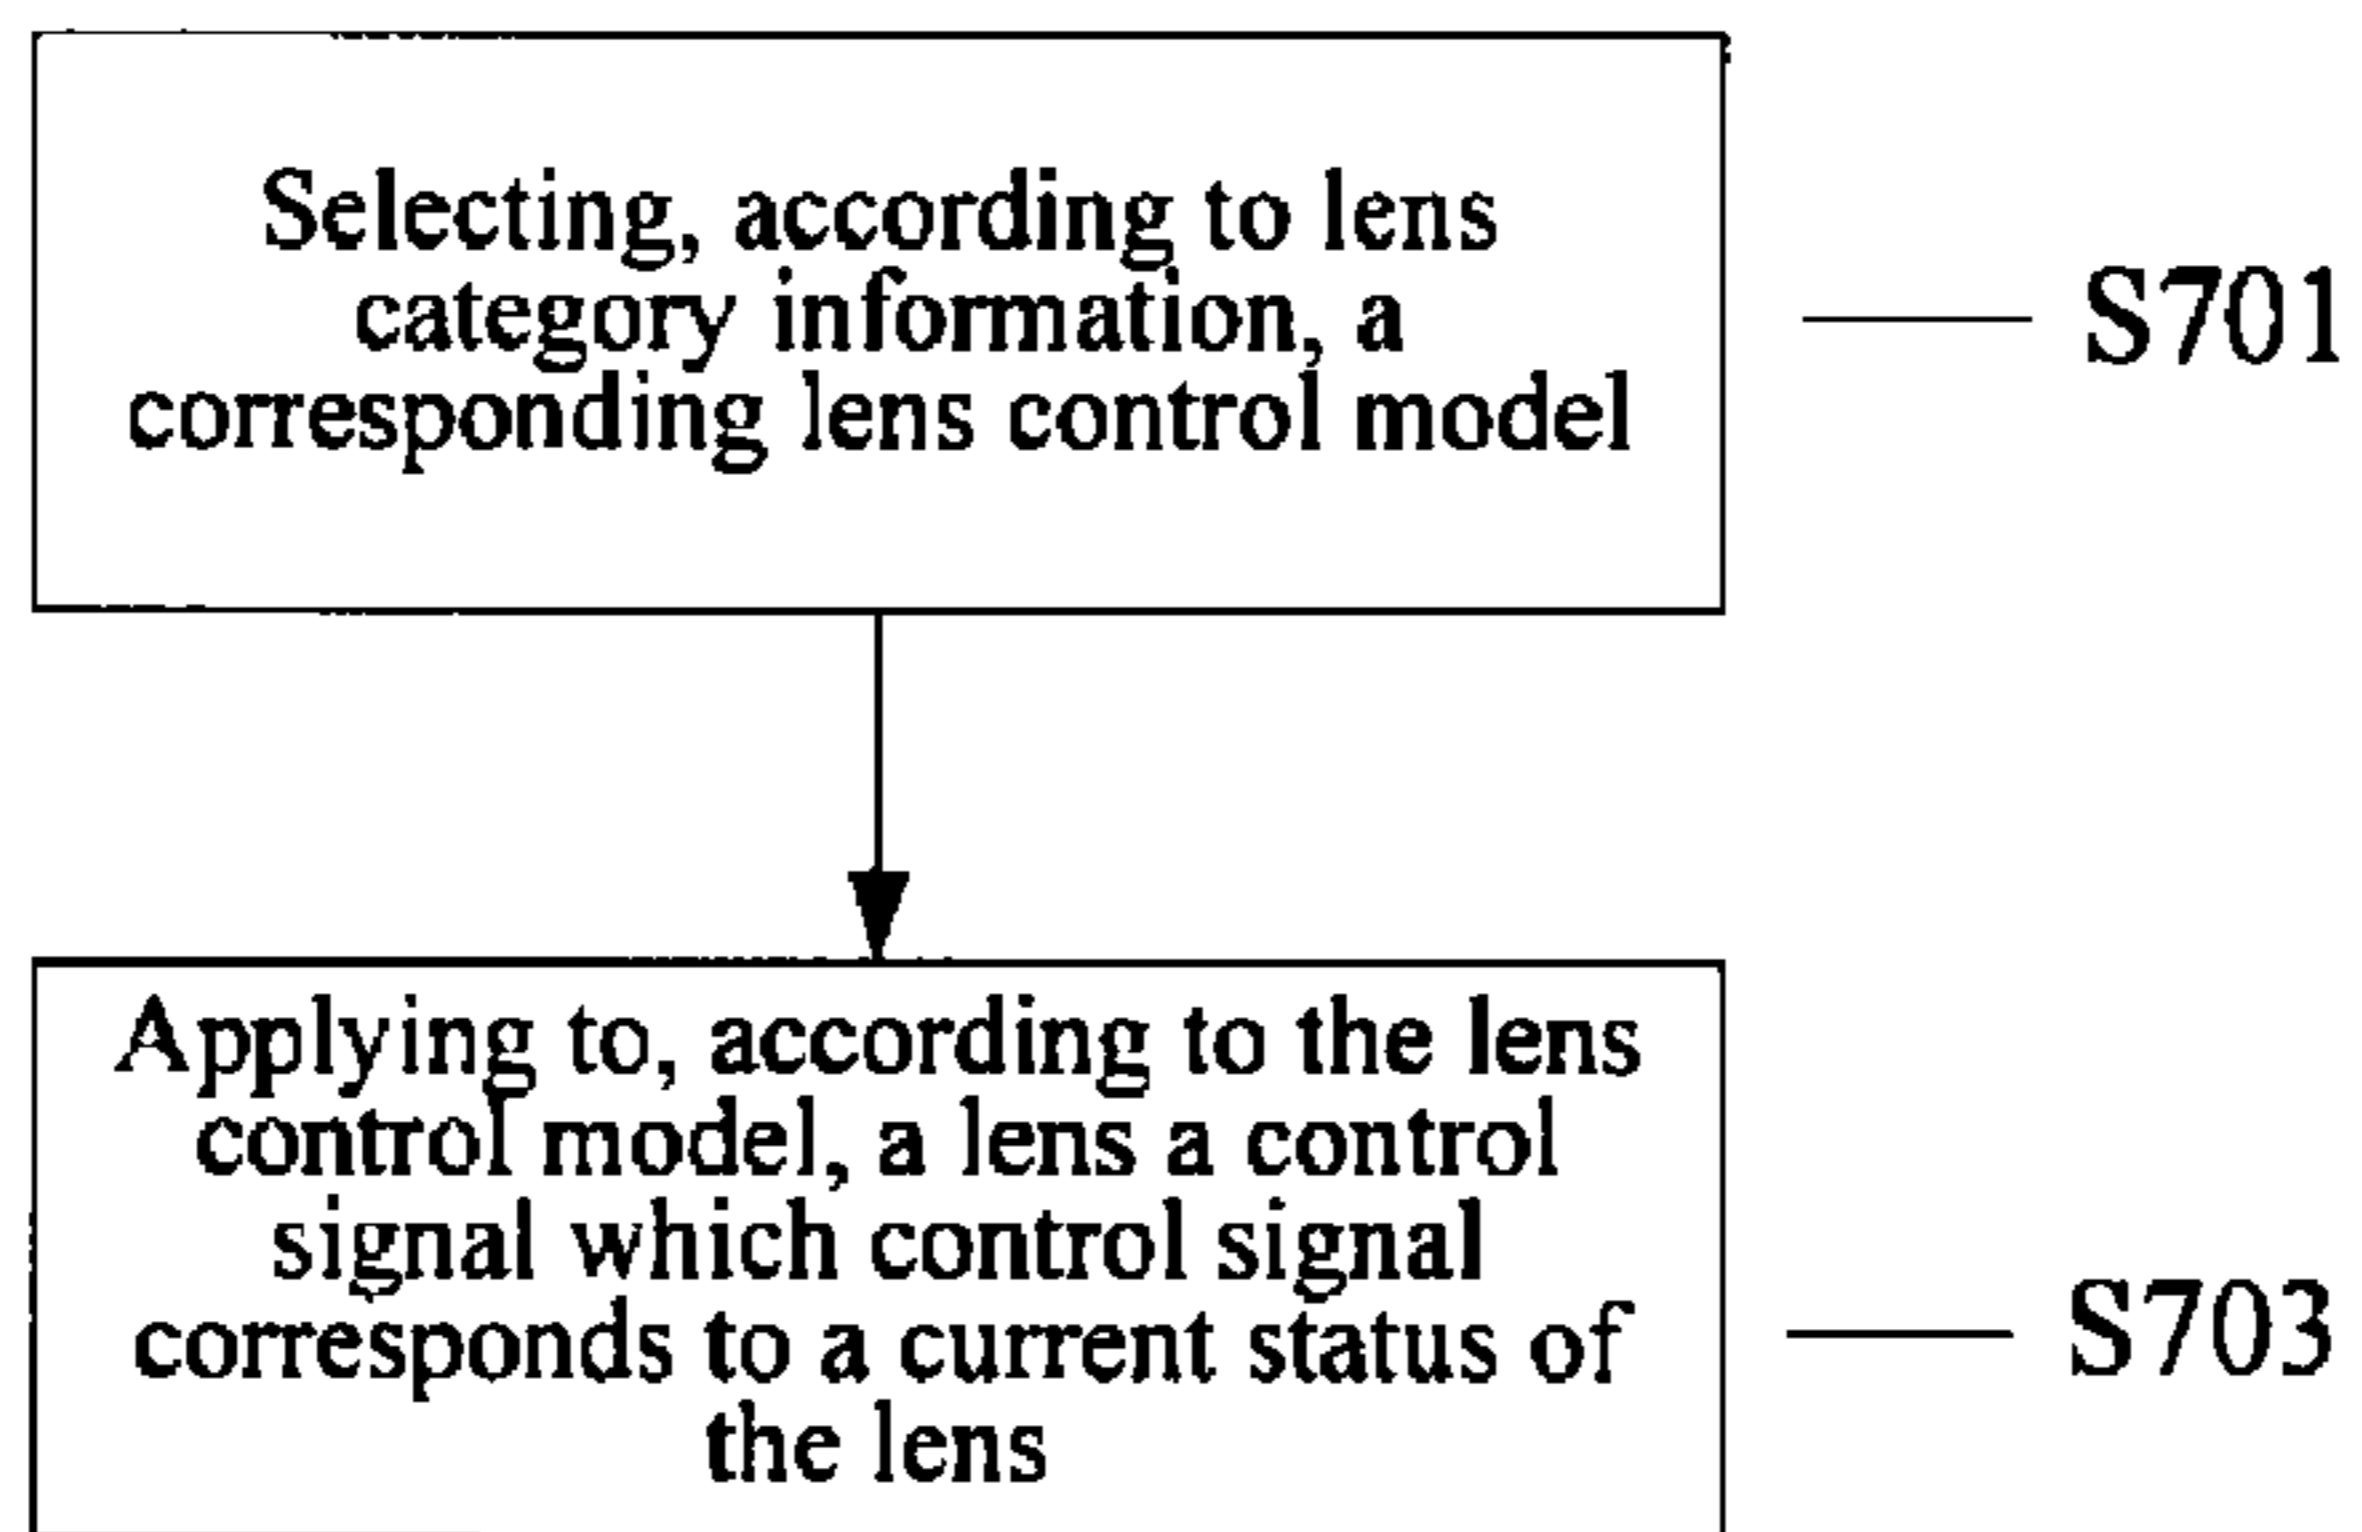 Selecting, according to lens
category information, a
corresponding lens control model
S701
Applying to, according to the lens
control model, a lens a control
signal which control signal
corresponds to a current status of
the lens
S703